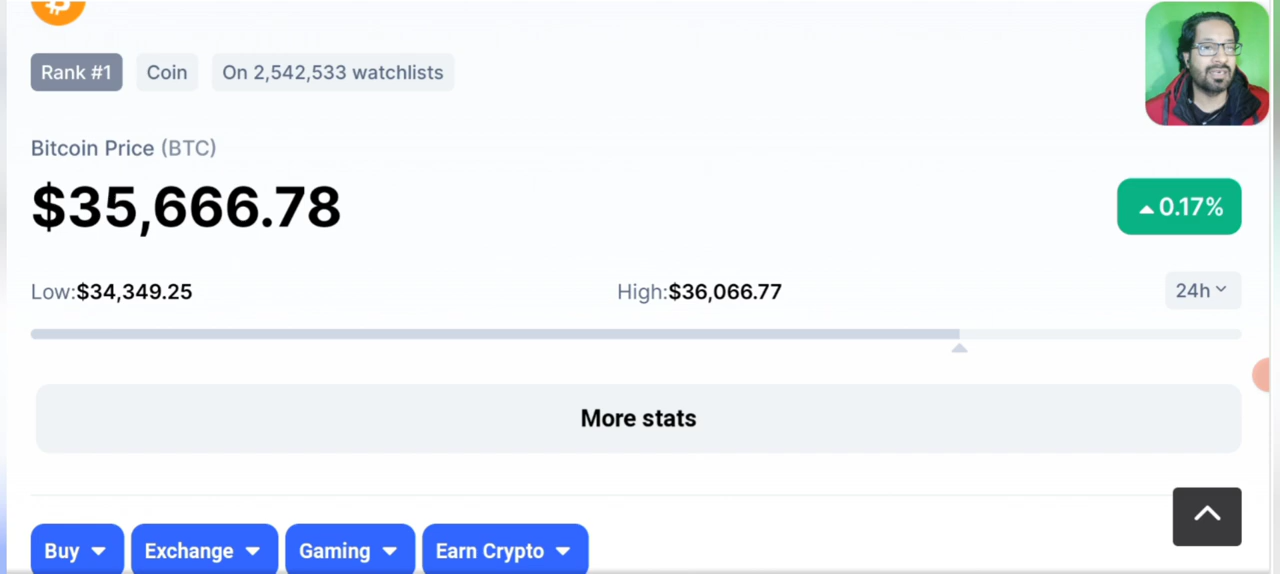 Rank #1 Coin On 2,542,533 watchlists
Bitcoin Price (BTC)
$35,666.78 0.17%
Low:$34,349.25 High:$36,066.77 24h
More stats
Buy Exchange Gaming Earn Crypto